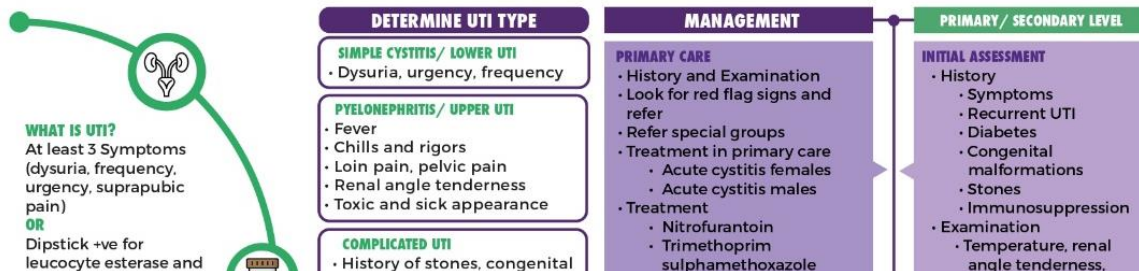 WHAT IS UTI?
At least 3 Symptoms
(dysuria, frequency,
urgency, suprapubic
pain)
OR
Dipstick +ve for
leucocyte esterase and
DETERMINE UTI TYPE
SIMPLE CYSTITIS/ LOWER UTI
• Dysuria, urgency, frequency
PYELONEPHRITIS/ UPPER UTI
• Fever
• Chills and rigors
• Loin pain, pelvic pain
• Renal angle tenderness
• Toxic and sick appearance
COMPLICATED UTI
• History of stones, congenital
MANAGEMENT
PRIMARY CARE
• History and Examination
• Look for red flag signs and
refer
• Refer special groups
• Treatment in primary care
• Acute cystitis females
• Acute cystitis males
• Treatment
• Nitrofurantoin
• Trimethoprim
sulphamethoxazole
PRIMARY/ SECONDARY LEVEL
INITIAL ASSESSMENT
• History
• Symptoms
• Recurrent UTI
• Diabetes
• Congenital
malformations
• Stones
• Immunosuppression
• Examination
• Temperature, renal
angle tenderness,